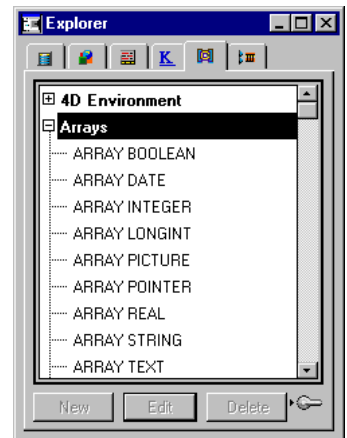 Explorer
K
4D Environment
Arrays
ARRAY BOOLEAN
ARRAY DATE
ARRAY INTEGER
ARRAY LONGINT
ARRAY PICTURE
ARRAY POINTER
ARRAY REAL
ARRAY STRING
ARRAY TEXT
New Edit Delete